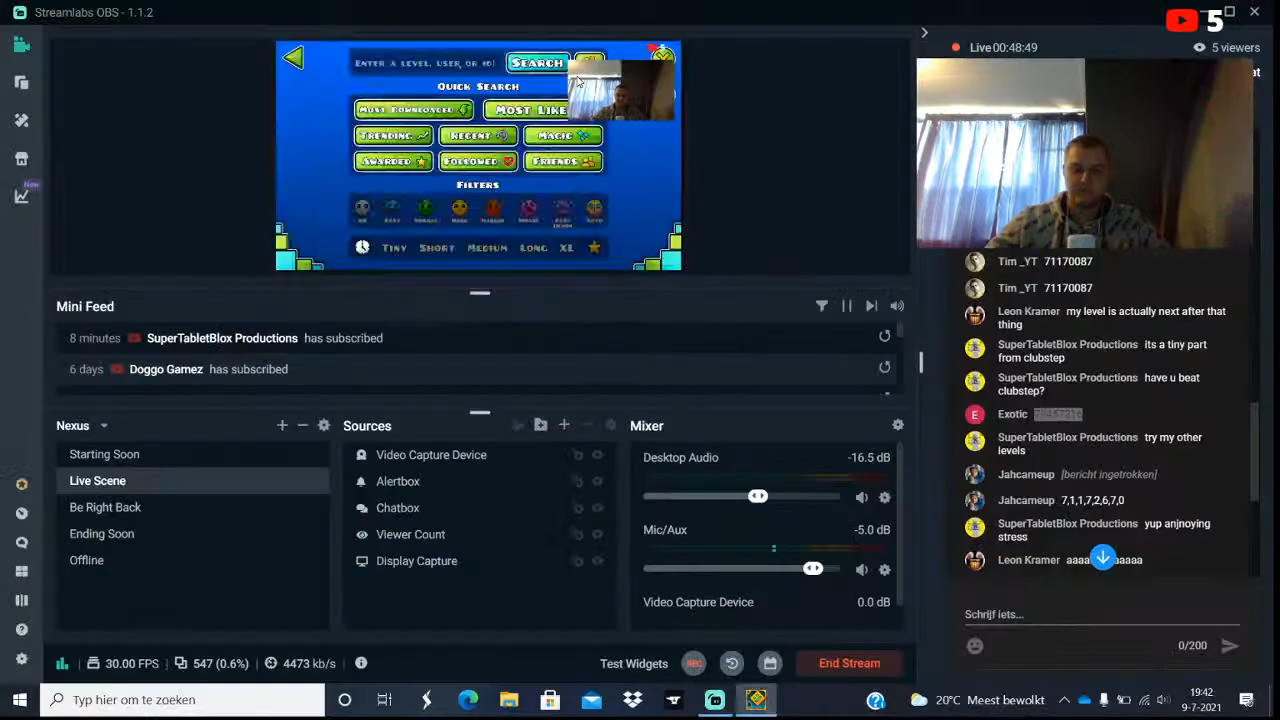 Streamlabs OBS - 1.1.2
5
Live 00:48:49
5 viewers
ENTER A LEVEL, USER, OR ID!
SEARCH
QUICK SEARCH
MOST DOWNLOADED
MOST LIKE
TRENDING
RECENT
MAGIC
AWARDED
FOLLOWED
FRIENDS
FILTERS
TINY SHORT MEDIUM LONG XL
Tim _YT 71170087
Tim _YT 71170087
Leon Kramer my level is actually next after that
thing
SuperTabletBlox Productions its a tiny part
from clubstep
SuperTabletBlox Productions have u beat
clubstep?
Exotic
SuperTabletBlox Productions try my other
levels
Jahcameup [bericht ingetrokken]
Jahcameup 7,1,1,7,2,6,7,0
SuperTabletBlox Productions yup anjnoying
stress
Leon Kramer
Schrijf iets...
0/200
Mini Feed
8 minutes SuperTabletBlox Productions has subscribed
6 days Doggo Gamez has subscribed
Nexus
Starting Soon
Live Scene
Be Right Back
Ending Soon
Offline
Sources
Video Capture Device
Alertbox
Chatbox
Viewer Count
Display Capture
Mixer
Desktop Audio -16.5 dB
Mic/Aux -5.0 dB
Video Capture Device 0.0 dB
New
30.00 FPS
547 (0.6%)
4473 kb/s
Test Widgets
REC
End Stream
Typ hier om te zoeken
20°C Meest bewolkt
19:42
9-7-2021